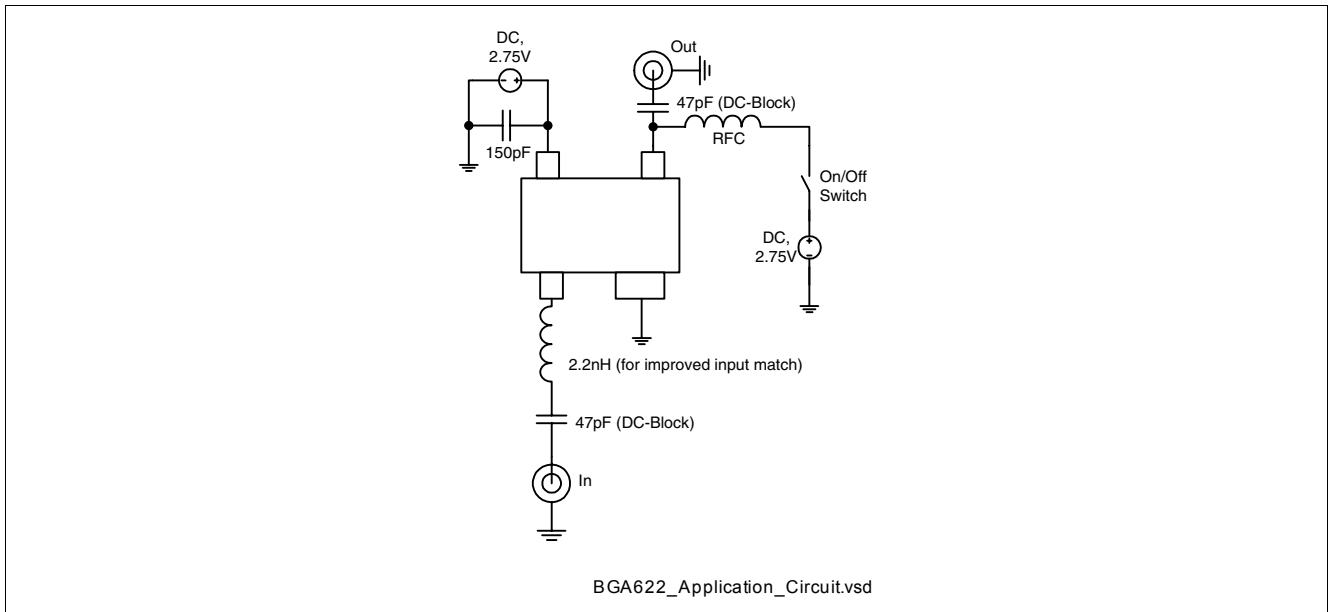 DC,
2.75V
- +
150pF
Out
47pF (DC-Block)
RFC
On/Off
Switch
DC,
2.75V
+
-
2.2nH (for improved input match)
47pF (DC-Block)
In
BGA622_Application_Circuit.vsd